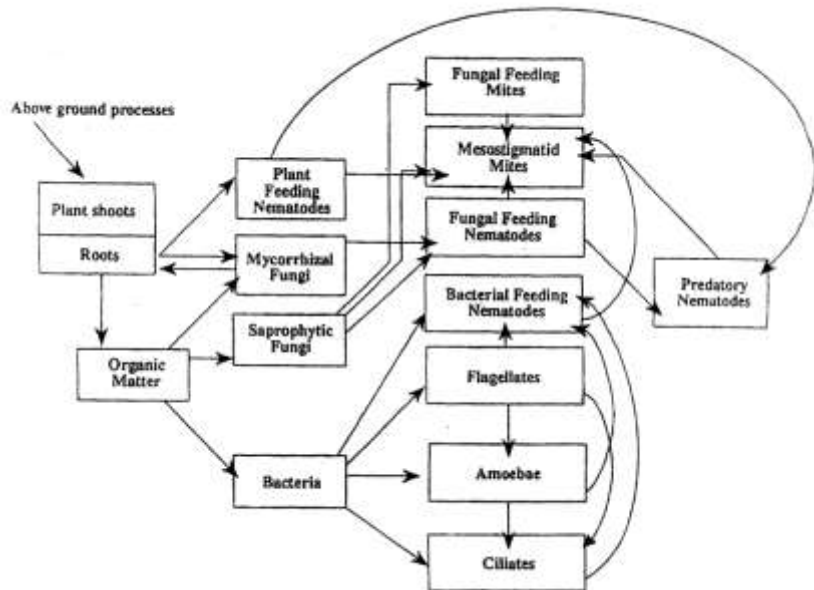 Above ground processes
Plant shoots
Roots
Organic
Matter
Plant
Feeding
Nematodes
Mycorrhizal
Fungi
Saprophytic
Fungi
Bacteria
Fungal Feeding
Mites
Mesostigmatid
Mites
Fungal Feeding
Nematodes
Bacterial Feeding
Nematodes
Flagellates
Amoebae
Ciliates
Predatory
Nematodes